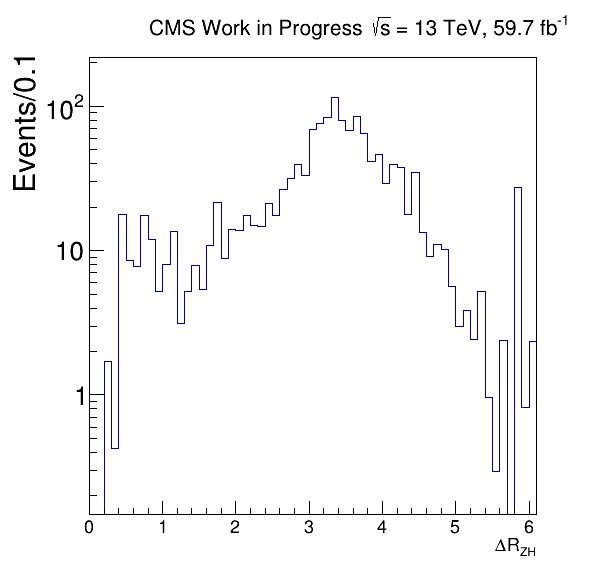 CMS Work in Progress √s = 13 TeV, 59.7 fb⁻¹
Events/0.1
10²
10
1
0 1 2 3 4 5 6
ΔR_ZH